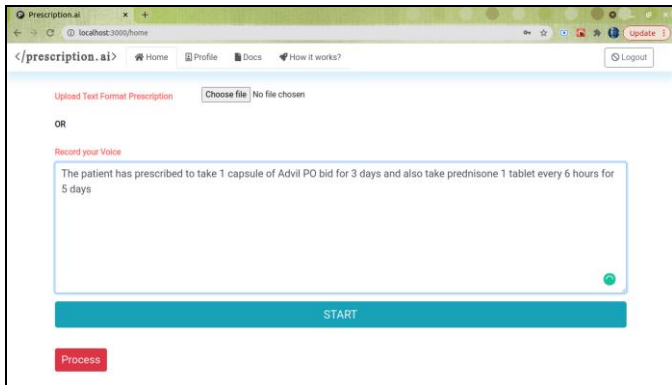 Prescription.ai
localhost:3000/home
Update
</prescription.ai> Home Profile Docs How it works? Logout
Upload Text Format Prescription Choose file No file chosen
OR
Record your Voice
The patient has prescribed to take 1 capsule of Advil PO bid for 3 days and also take prednisone 1 tablet every 6 hours for
5 days
START
Process